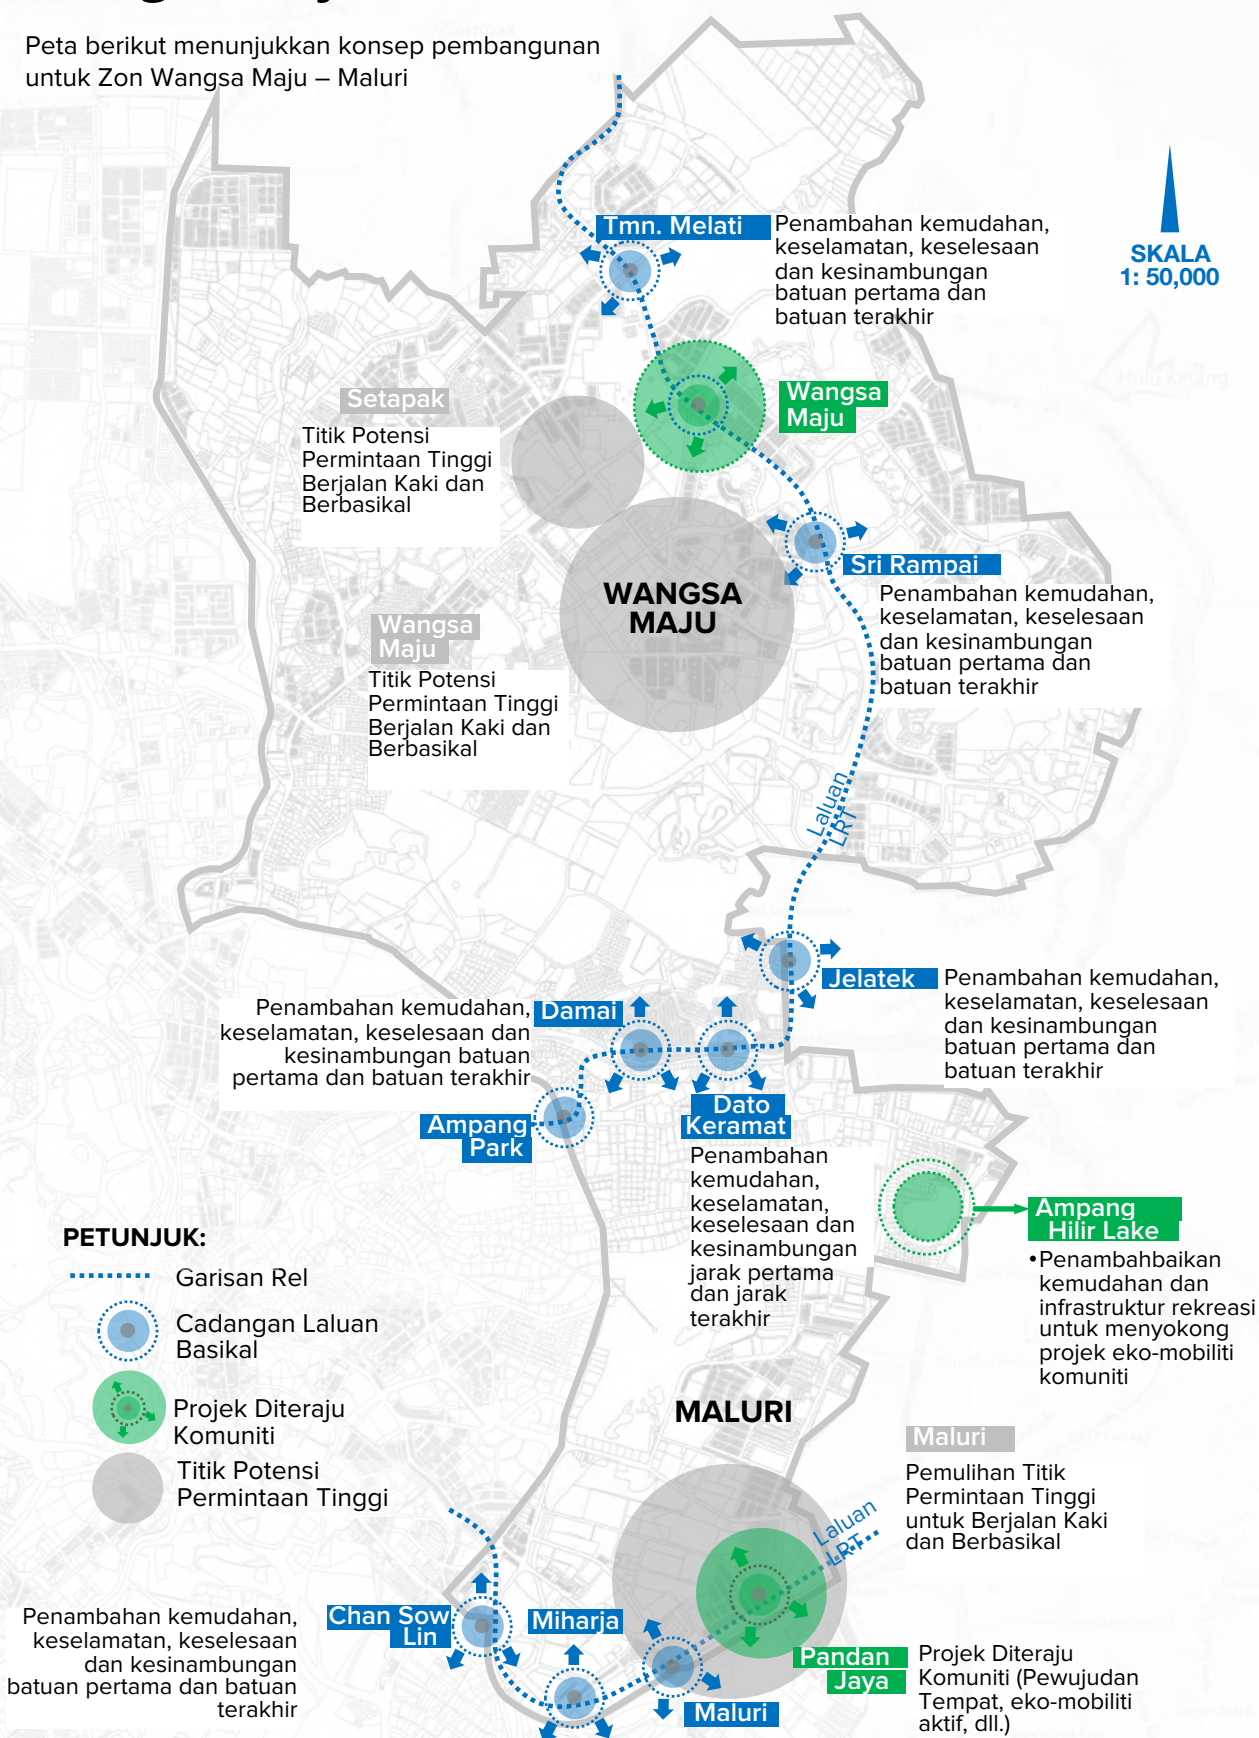 Peta berikut menunjukkan konsep pembangunan
untuk Zon Wangsa Maju – Maluri
SKALA
1: 50,000
Tmn. Melati
Penambahan kemudahan,
keselamatan, keselesaan
dan kesinambungan
batuan pertama dan
batuan terakhir
Wangsa
Maju
Setapak
Titik Potensi
Permintaan Tinggi
Berjalan Kaki dan
Berbasikal
Sri Rampai
Penambahan kemudahan,
keselamatan, keselesaan
dan kesinambungan
batuan pertama dan
batuan terakhir
WANGSA
MAJU
Wangsa
Maju
Titik Potensi
Permintaan Tinggi
Berjalan Kaki dan
Berbasikal
Laluan
LRT
Jelatek
Penambahan kemudahan,
keselamatan, keselesaan
dan kesinambungan
batuan pertama dan
batuan terakhir
Damai
Penambahan kemudahan,
keselamatan, keselesaan dan
kesinambungan batuan
pertama dan batuan terakhir
Ampang
Park
Dato
Keramat
Penambahan
kemudahan,
keselamatan,
keselesaan dan
kesinambungan
jarak pertama
dan jarak
terakhir
Ampang
Hilir Lake
•Penambahbaikan
kemudahan dan
infrastruktur rekreasi
untuk menyokong
projek eko-mobiliti
komuniti
PETUNJUK:
Garisan Rel
Cadangan Laluan
Basikal
Projek Diteraju
Komuniti
Titik Potensi
Permintaan Tinggi
MALURI
Maluri
Pemulihan Titik
Permintaan Tinggi
untuk Berjalan Kaki
dan Berbasikal
Laluan
LRT
Chan Sow
Lin
Penambahan kemudahan,
keselamatan, keselesaan
dan kesinambungan
batuan pertama dan batuan
terakhir
Miharja
Maluri
Pandan
Jaya
Projek Diteraju
Komuniti (Pewujudan
Tempat, eko-mobiliti
aktif, dll.)